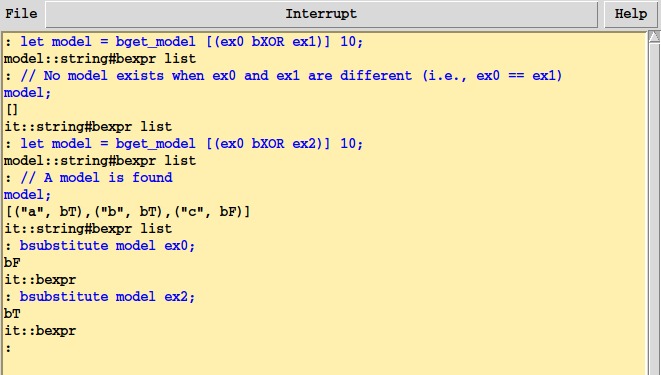 File Interrupt Help
: let model = bget_model [(ex0 bXOR ex1)] 10;
model::string#bexpr list
: // No model exists when ex0 and ex1 are different (i.e., ex0 == ex1)
model;
[]
it::string#bexpr list
: let model = bget_model [(ex0 bXOR ex2)] 10;
model::string#bexpr list
: // A model is found
model;
[("a", bT),("b", bT),("c", bF)]
it::string#bexpr list
: bsubstitute model ex0;
bF
it::bexpr
: bsubstitute model ex2;
bT
it::bexpr
: